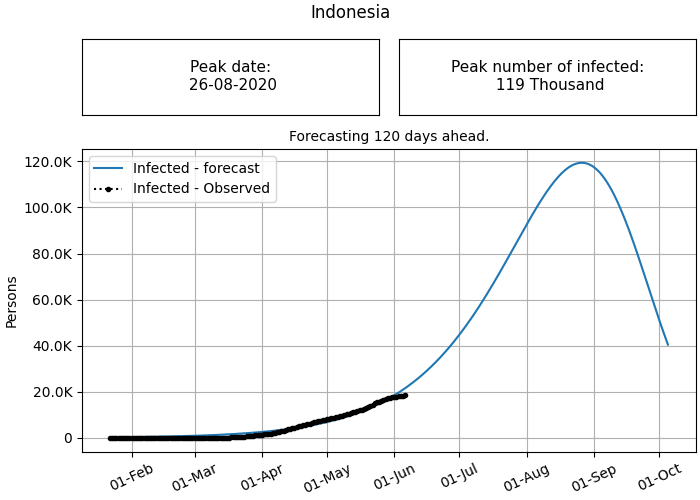 Indonesia
Peak date:
26-08-2020
Peak number of infected:
119 Thousand
Forecasting 120 days ahead.
Infected - forecast
Infected - Observed
120.0K
100.0K
80.0K
60.0K
40.0K
20.0K
0
Persons
01-Feb
01-Mar
01-Apr
01-May
01-Jun
01-Jul
01-Aug
01-Sep
01-Oct